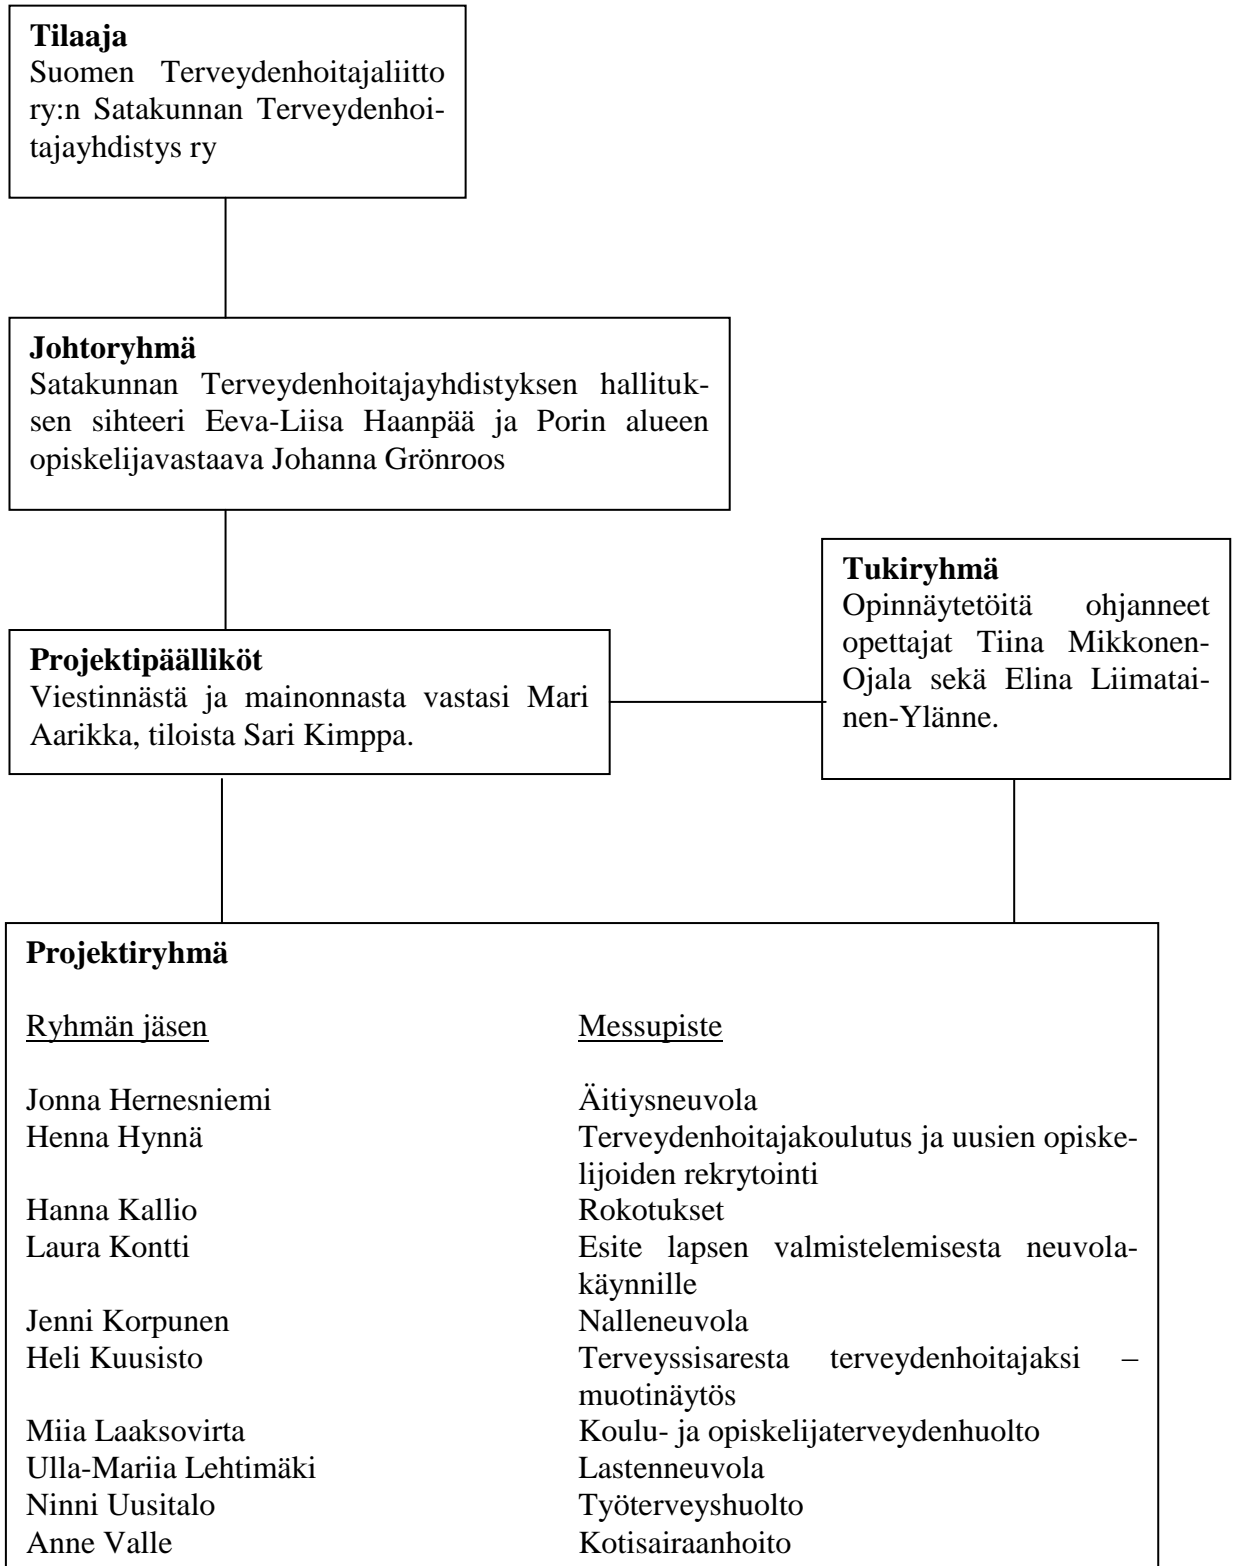 Tilaaja
Suomen Terveydenhoitajaliitto
ry:n Satakunnan Terveydenhoi-
tajayhdistys ry
Johtoryhmä
Satakunnan Terveydenhoitajayhdistyksen hallituk-
sen sihteeri Eeva-Liisa Haanpää ja Porin alueen
opiskelijavastaava Johanna Grönroos
Tukiryhmä
Opinnäytetöitä ohjanneet
opettajat Tiina Mikkonen-
Ojala sekä Elina Liimatai-
nen-Ylänne.
Projektipäälliköt
Viestinnästä ja mainonnasta vastasi Mari
Aarikka, tiloista Sari Kimppa.
Projektiryhmä
Ryhmän jäsen Messupiste
Jonna Hernesniemi Äitiysneuvola
Henna Hynnä Terveydenhoitajakoulutus ja uusien opiske-
lijoiden rekrytointi
Hanna Kallio Rokotukset
Laura Kontti Esite lapsen valmistelemisesta neuvola-
käynnille
Jenni Korpunen Nalleneuvola
Heli Kuusisto Terveyssisaresta terveydenhoitajaksi –
muotinäytös
Miia Laaksovirta Koulu- ja opiskelijaterveydenhuolto
Ulla-Mariia Lehtimäki Lastenneuvola
Ninni Uusitalo Työterveyshuolto
Anne Valle Kotisairaanhoito